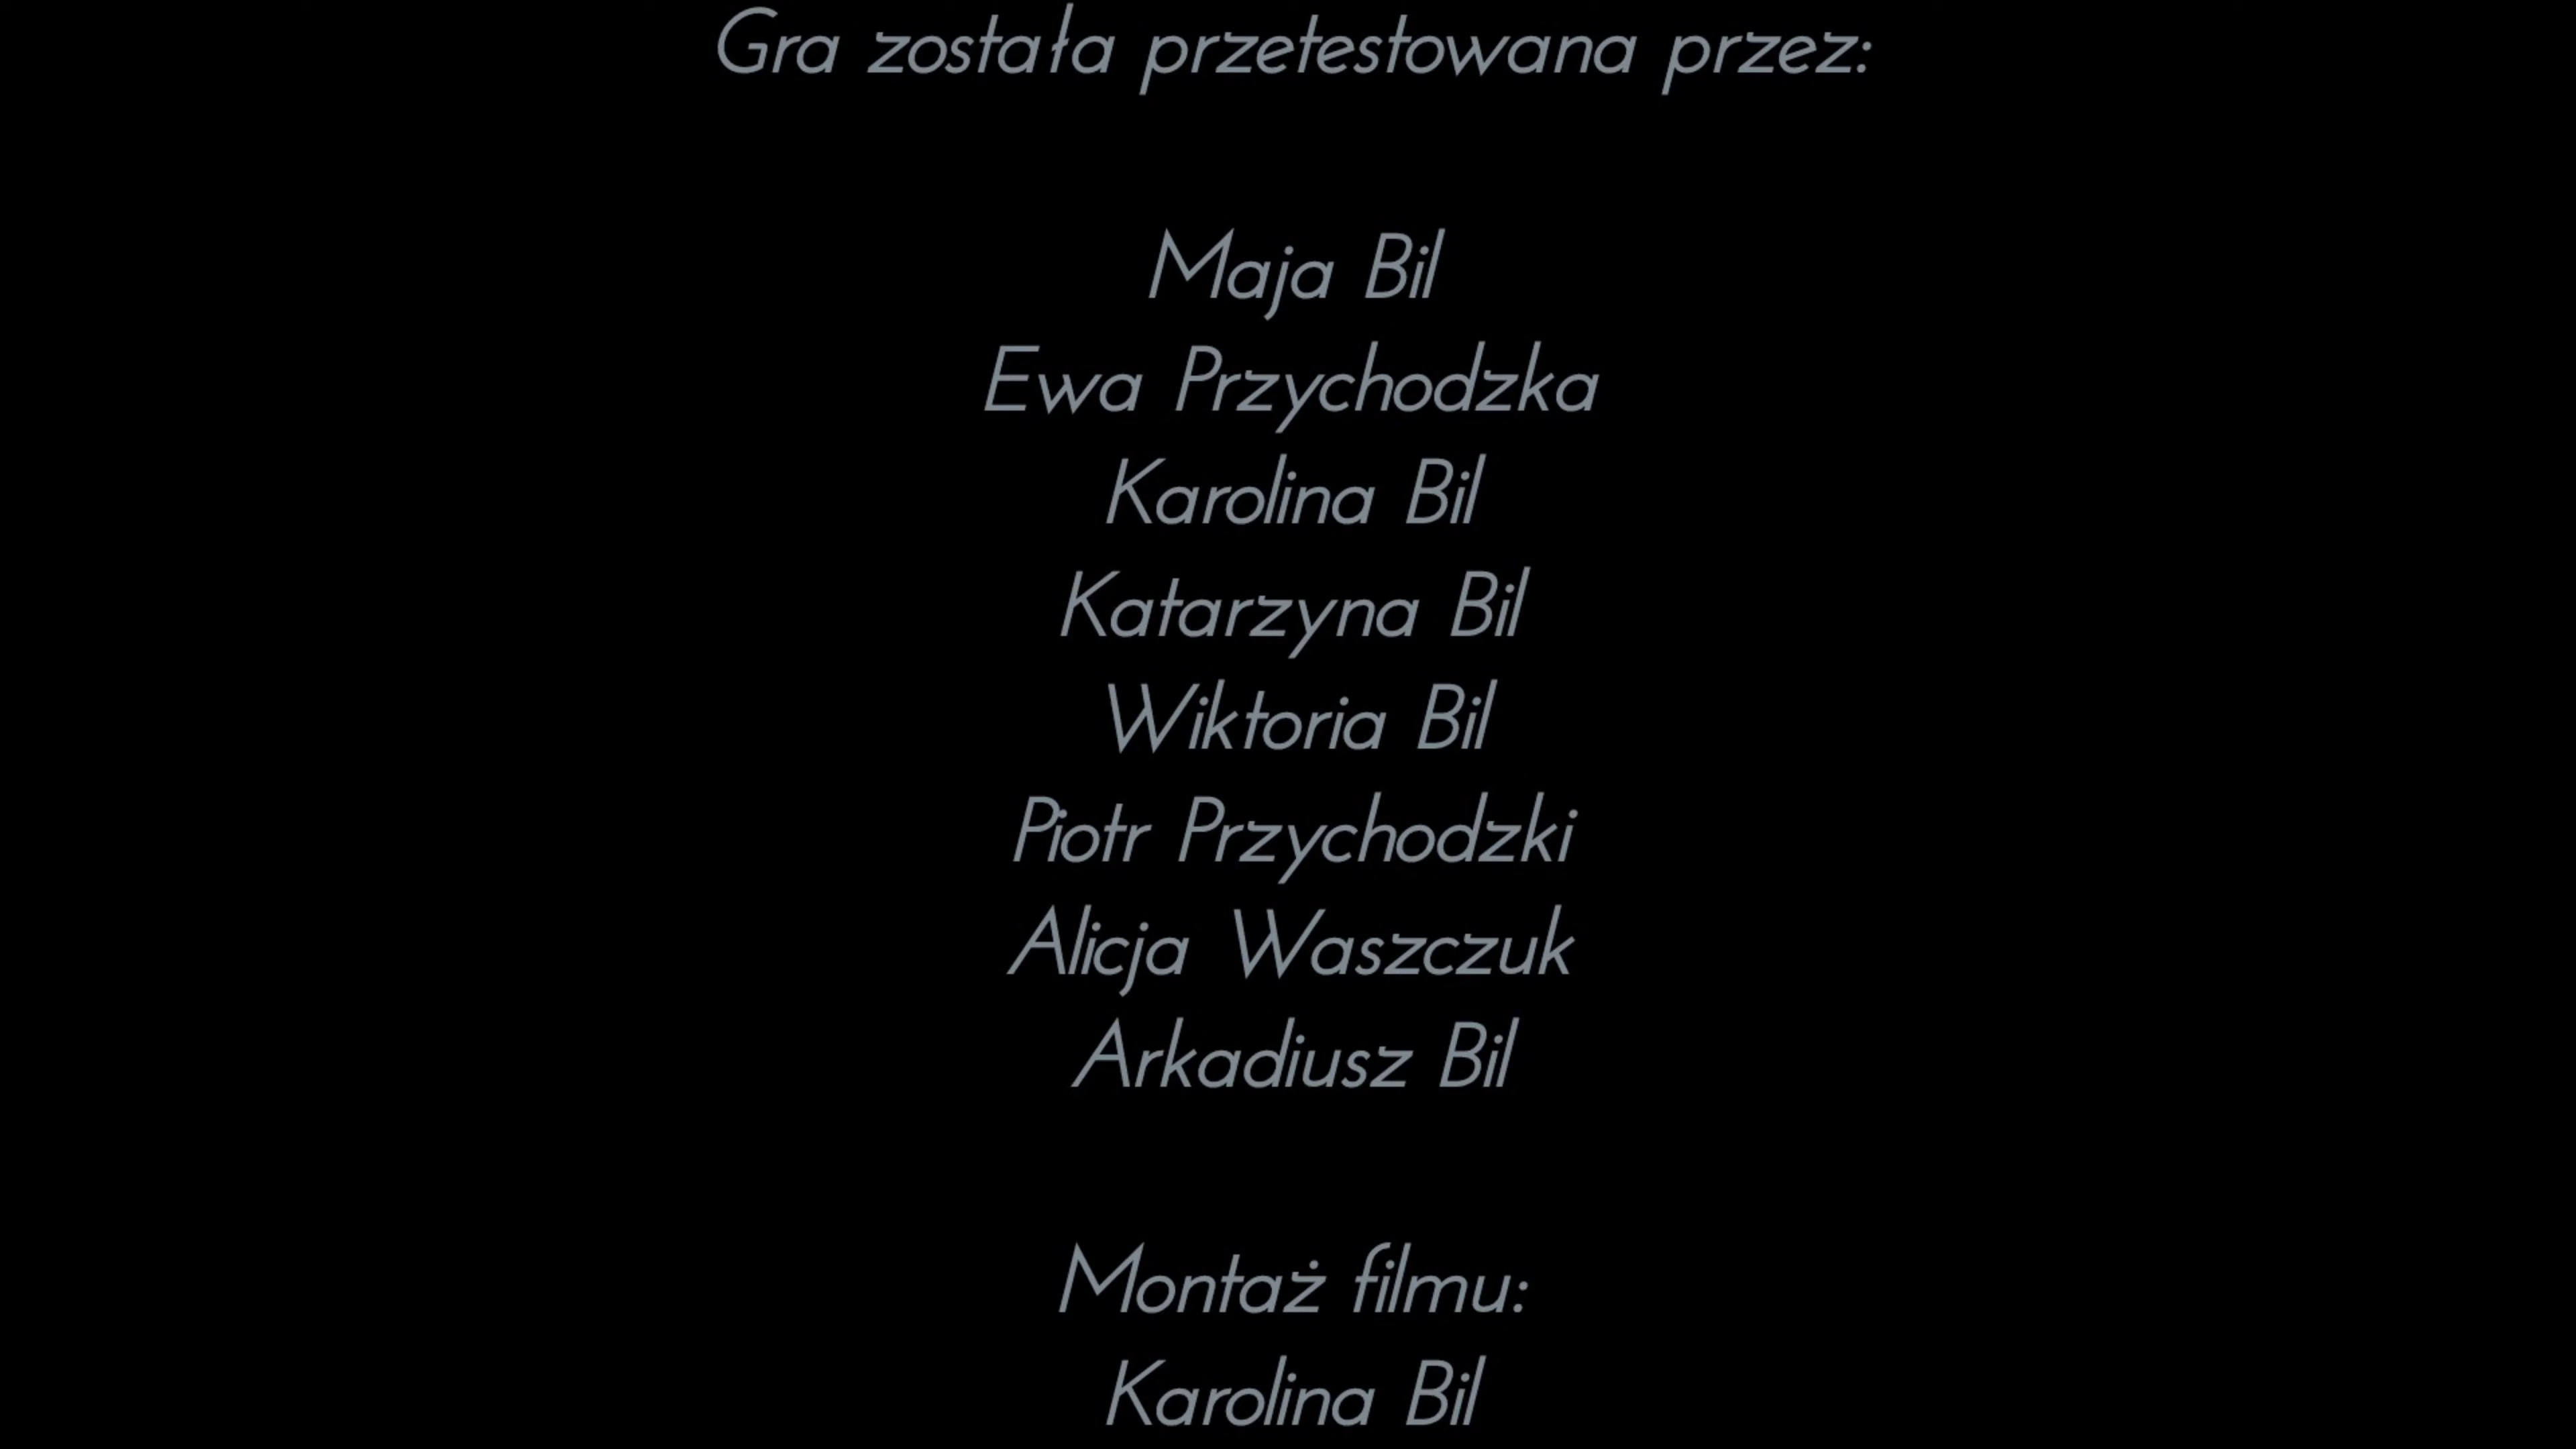 Gra została przetestowana przez:
Maja Bil
Ewa Przychodzka
Karolina Bil
Katarzyna Bil
Wiktoria Bil
Piotr Przychodzki
Alicja Waszczuk
Arkadiusz Bil
Montaż filmu:
Karolina Bil